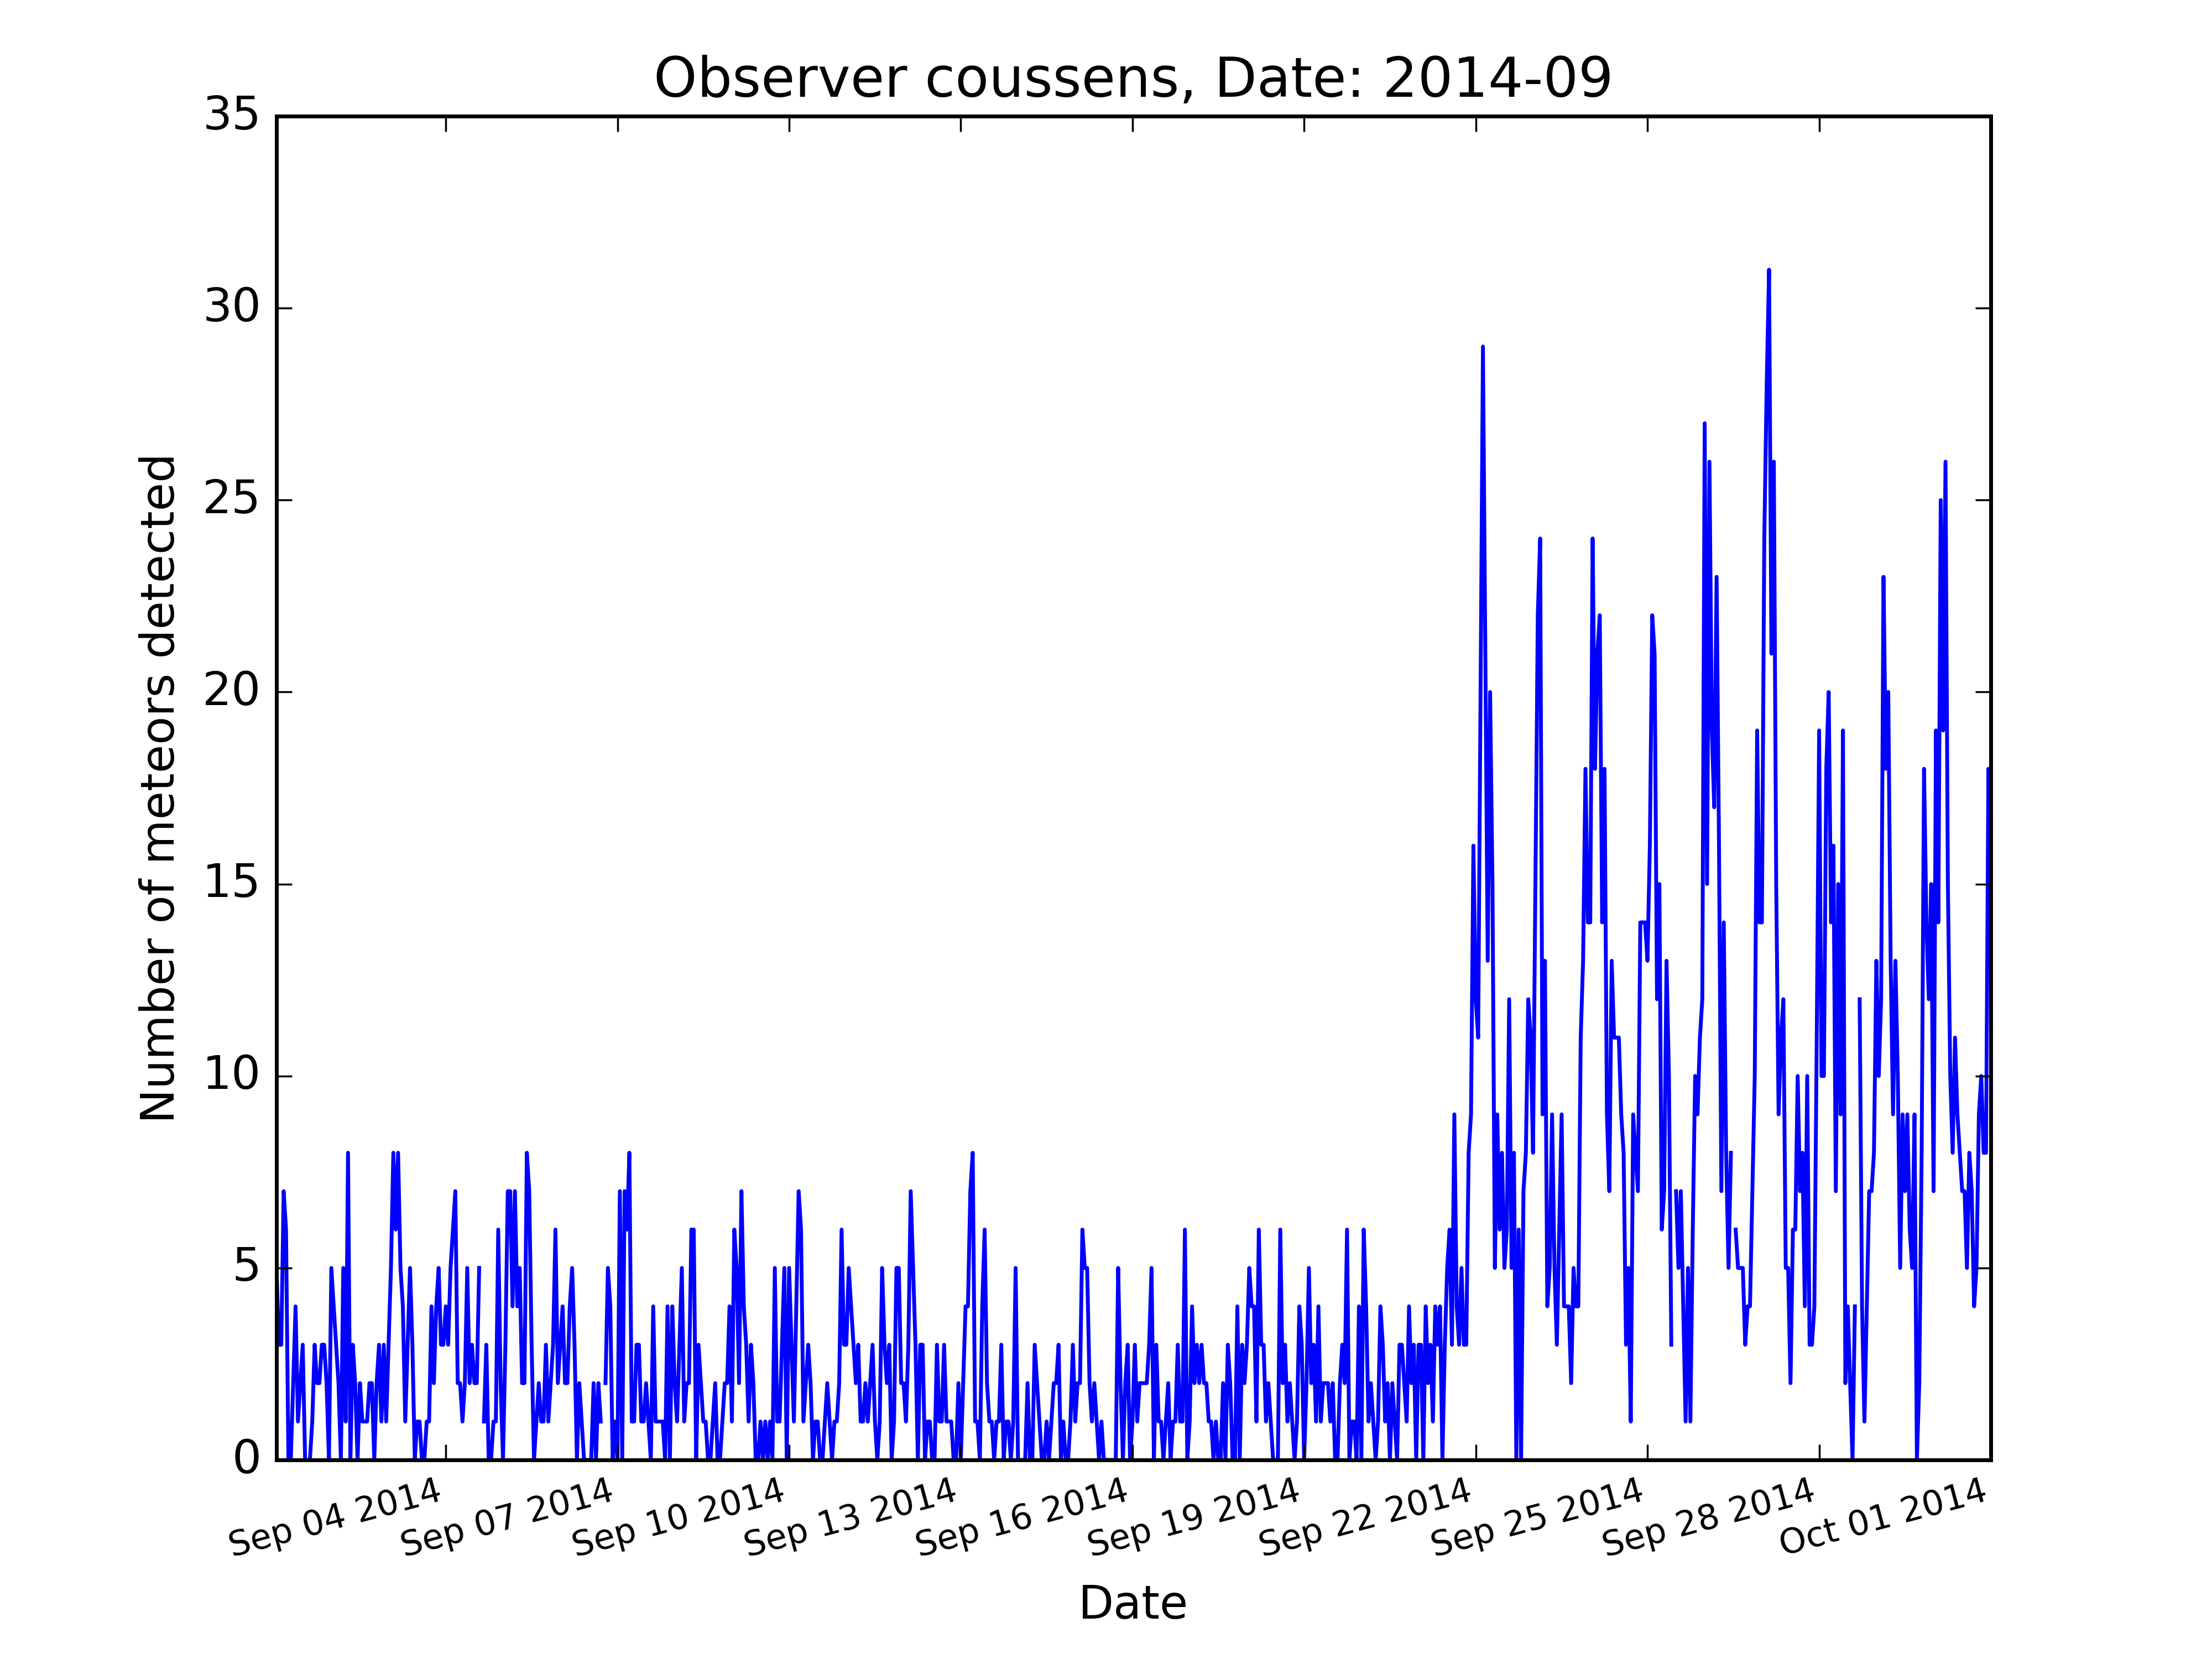 Observer coussens, Date: 2014-09
35
30
25
20
15
10
5
0
Number of meteors detected
Sep 04 2014
Sep 07 2014
Sep 10 2014
Sep 13 2014
Sep 16 2014
Sep 19 2014
Sep 22 2014
Sep 25 2014
Sep 28 2014
Oct 01 2014
Date